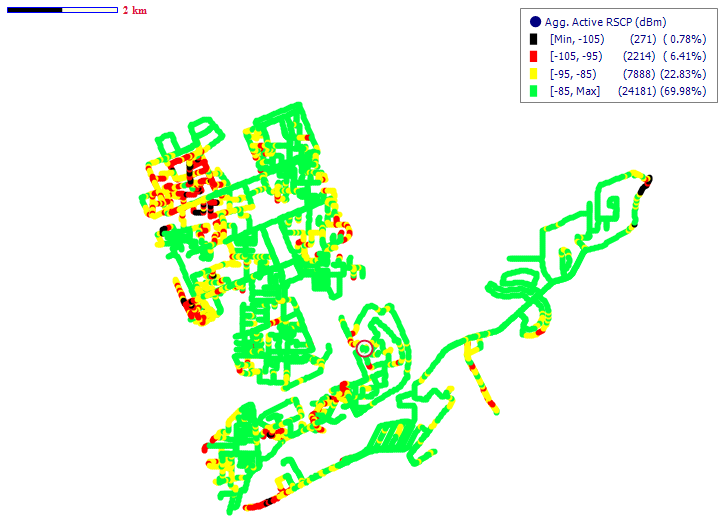 2 km
Agg. Active RSCP (dBm)
[Min, -105) (271) ( 0.78%)
[-105, -95) (2214) ( 6.41%)
[-95, -85) (7888) (22.83%)
[-85, Max] (24181) (69.98%)